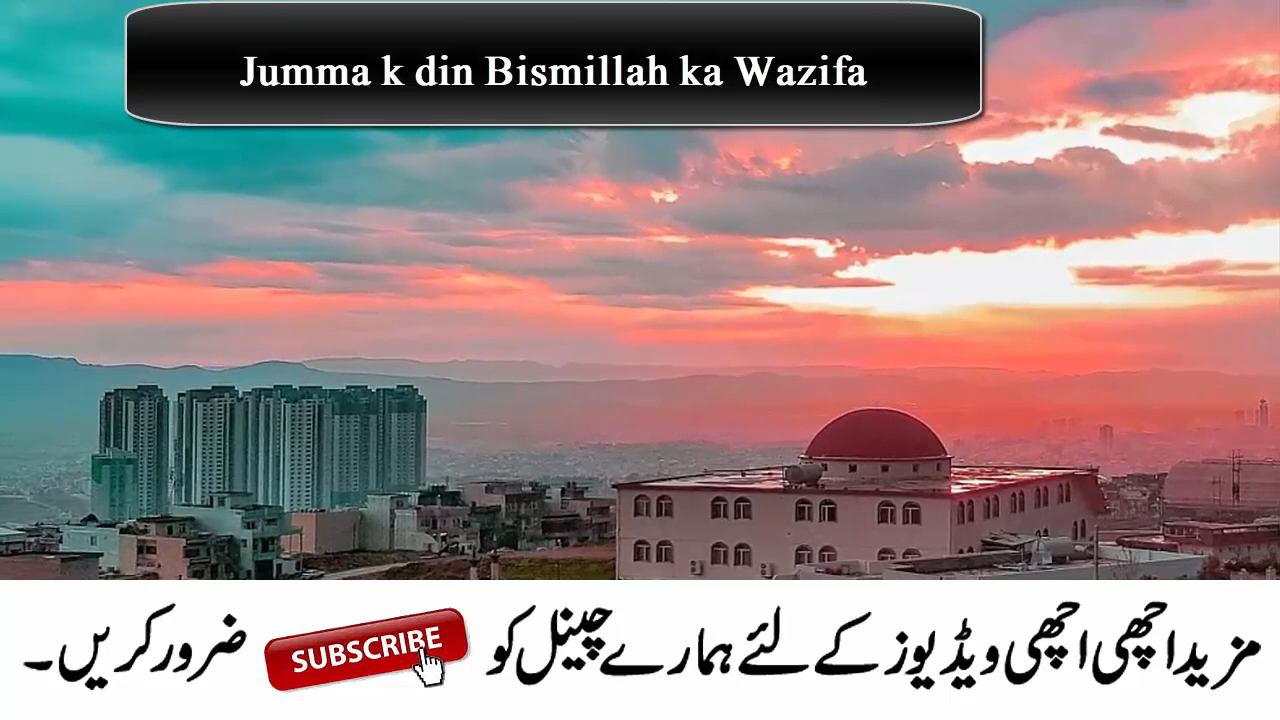 Jumma k din Bismillah ka Wazifa
مزید اچھی اچھی ویڈیوز کے لئے ہمارے چینل کو SUBSCRIBE ضرور کریں۔